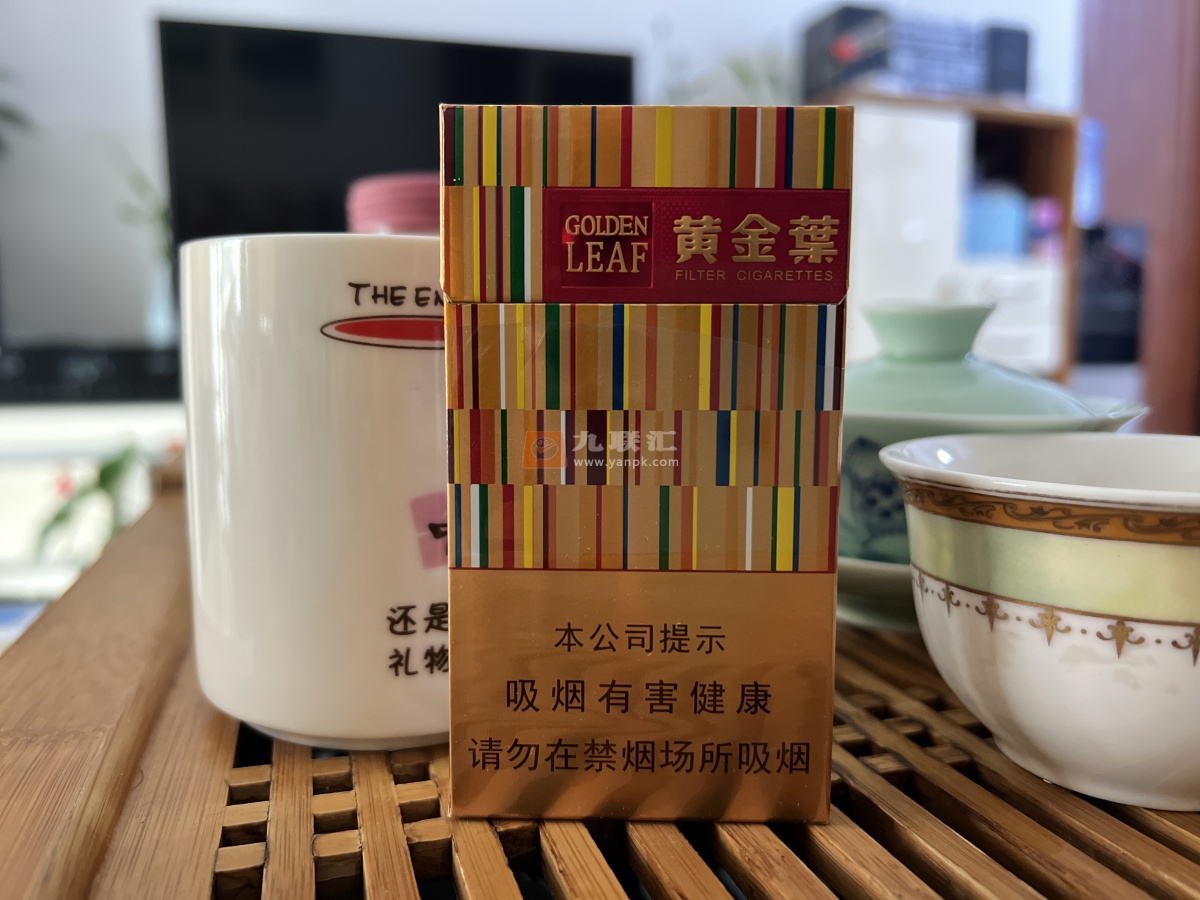 THE EN
GOLDEN
LEAF
黄金葉
FILTER CIGARETTES
九联汇
www.yanpk.com
还是
礼物
本公司提示
吸烟有害健康
请勿在禁烟场所吸烟